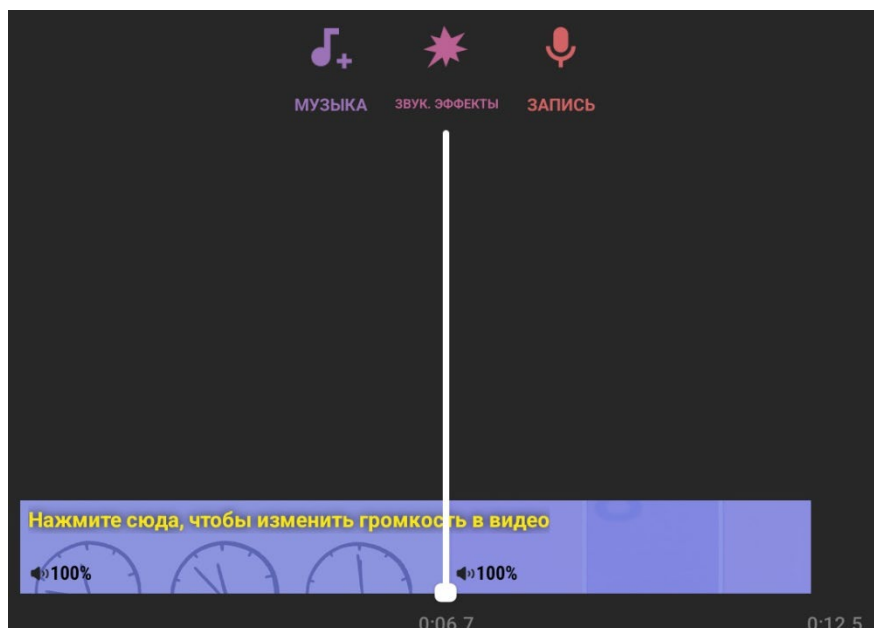 МУЗЫКА
ЗВУК. ЭФФЕКТЫ
ЗАПИСЬ
Нажмите сюда, чтобы изменить громкость в видео
100%
100%
0:06.7
0:12.5